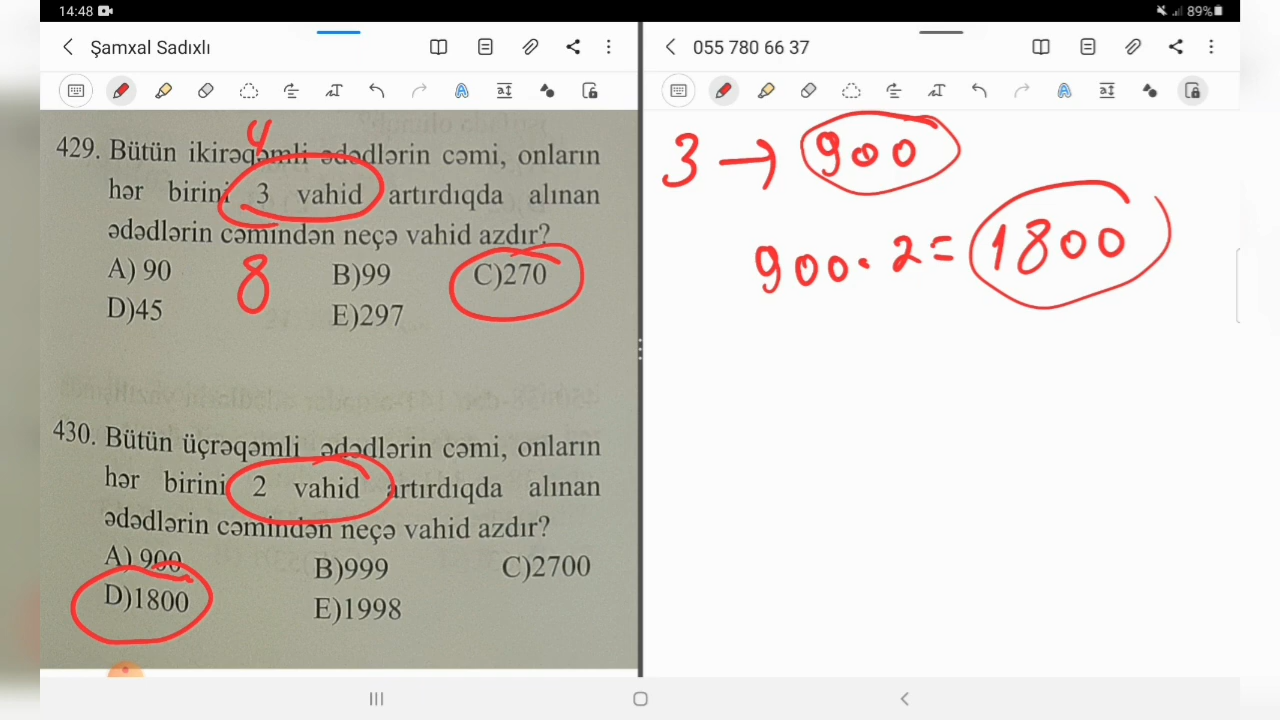 14:48
89%
Şamxal Sadıxlı
055 780 66 37
4
429. Bütün ikirəqəmli ədədlərin cəmi, onların
hər birini 3 vahid artırdıqda alınan
ədədlərin cəmindən neçə vahid azdır?
8
A) 90 B)99 C)270
D)45 E)297
430. Bütün üçrəqəmli ədədlərin cəmi, onların
hər birini 2 vahid artırdıqda alınan
ədədlərin cəmindən neçə vahid azdır?
A) 900 B)999 C)2700
D)1800 E)1998
3 → 900
900 · 2 = 1800